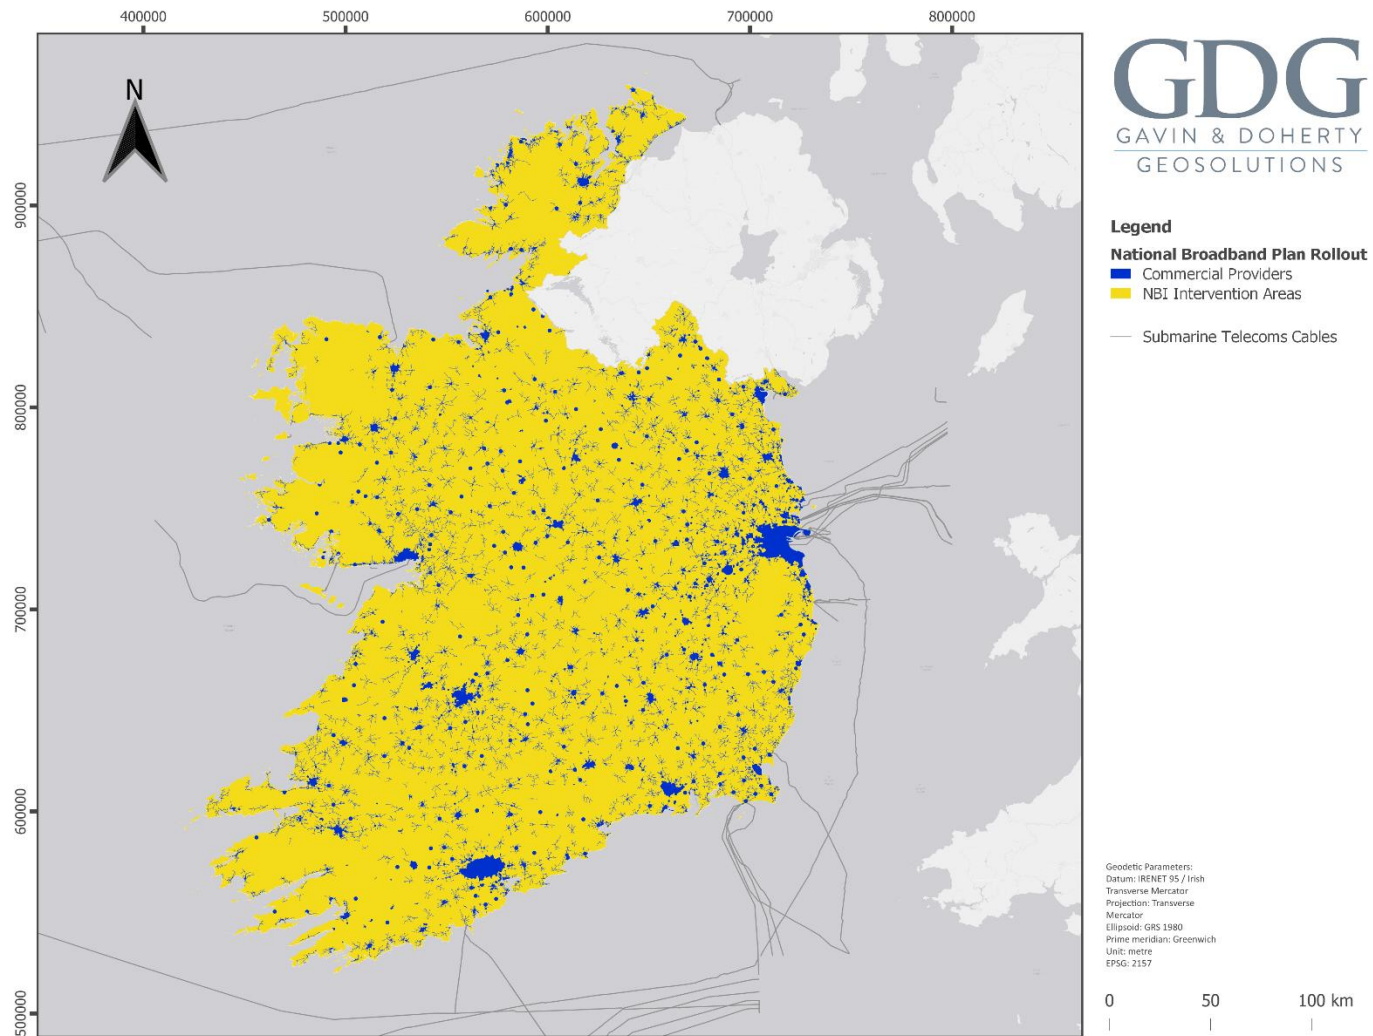 400000 500000 600000 700000 800000
N
900000
800000
700000
600000
500000
GDG
GAVIN & DOHERTY
GEOSOLUTIONS
Legend
National Broadband Plan Rollout
Commercial Providers
NBI Intervention Areas
Submarine Telecoms Cables
Geodetic Parameters:
Datum: IRENET 95 / Irish
Transverse Mercator
Projection: Transverse
Mercator
Ellipsoid: GRS 1980
Prime meridian: Greenwich
Unit: metre
EPSG: 2157
0 50 100 km